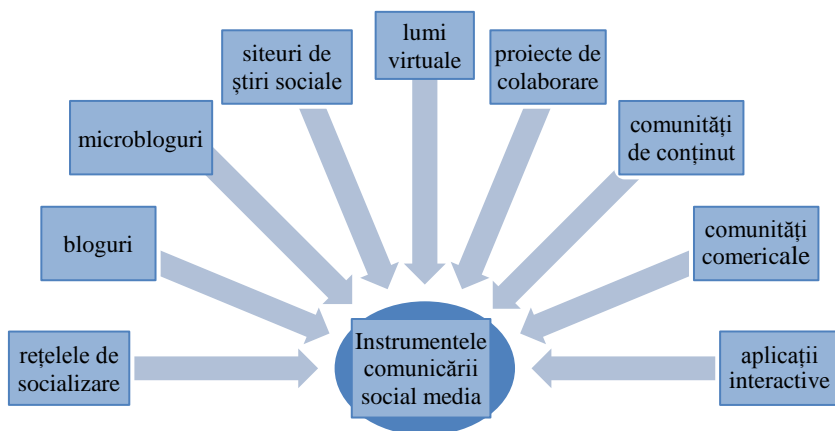 lumi
virtuale
siteuri de
știri sociale
proiecte de
colaborare
microbloguri
comunități
de conținut
bloguri
comunități
comericale
rețelele de
socializare
Instrumentele
comunicării
social media
aplicații
interactive